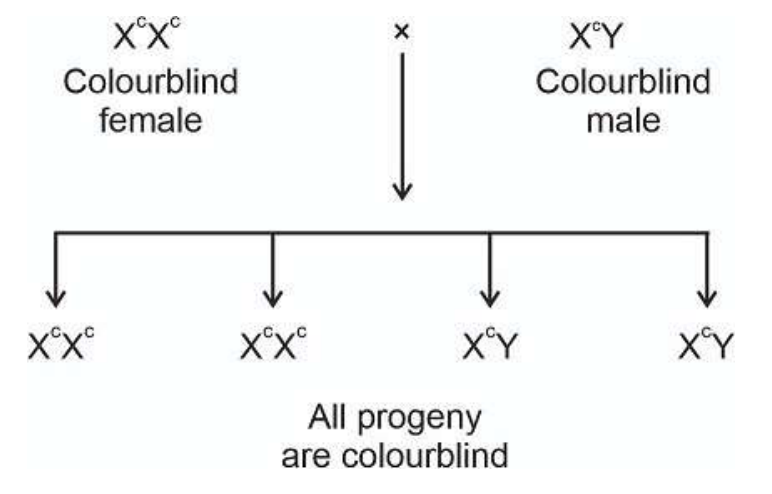 XᶜXᶜ × XᶜY
Colourblind female
Colourblind male
XᶜXᶜ XᶜXᶜ XᶜY XᶜY
All progeny
are colourblind